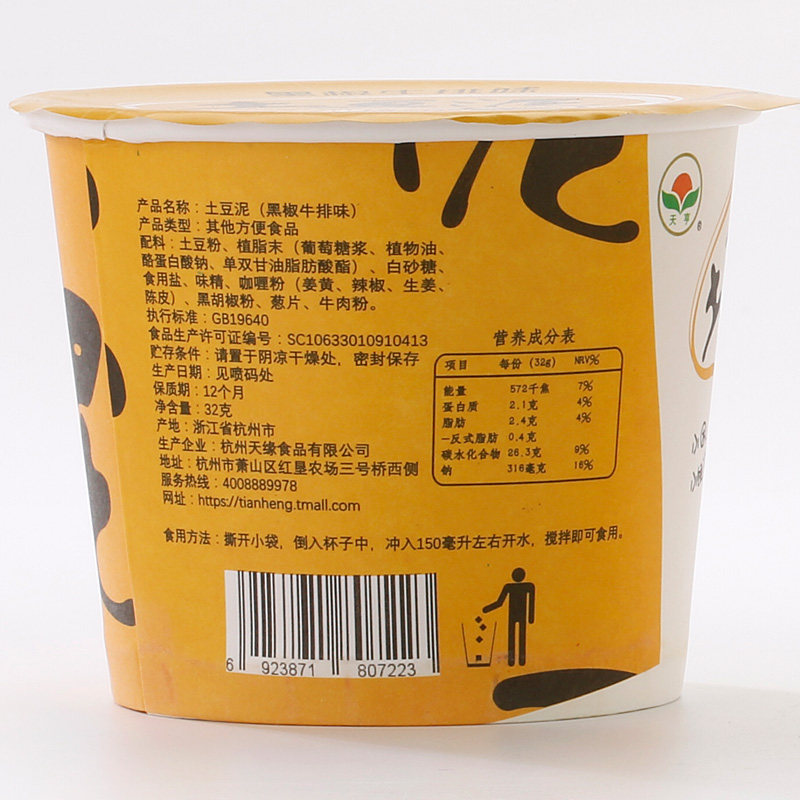 黑椒牛排味
产品名称：土豆泥（黑椒牛排味）
产品类型：其他方便食品
配料：土豆粉、植脂末（葡萄糖浆、植物油、
酪蛋白酸钠、单双甘油脂肪酸酯）、白砂糖、
食用盐、味精、咖喱粉（姜黄、辣椒、生姜、
陈皮）、黑胡椒粉、葱片、牛肉粉。
执行标准：GB19640
食品生产许可证编号：SC10633010910413
贮存条件：请置于阴凉干燥处，密封保存
生产日期：见喷码处
保质期：12个月
净含量：32克
产地：浙江省杭州市
生产企业：杭州天缘食品有限公司
地址：杭州市萧山区红垦农场三号桥西侧
服务热线：4008889978
网址：https://tianheng.tmall.com
营养成分表
项目 每份（32g） NRV%
能量 572千焦 7%
蛋白质 2.1克 4%
脂肪 2.4克 4%
—反式脂肪 0.4克
碳水化合物 26.3克 9%
钠 316毫克 16%
食用方法：撕开小袋，倒入杯子中，冲入150毫升左右开水，搅拌即可食用。
6 923871 807223
天亨
®